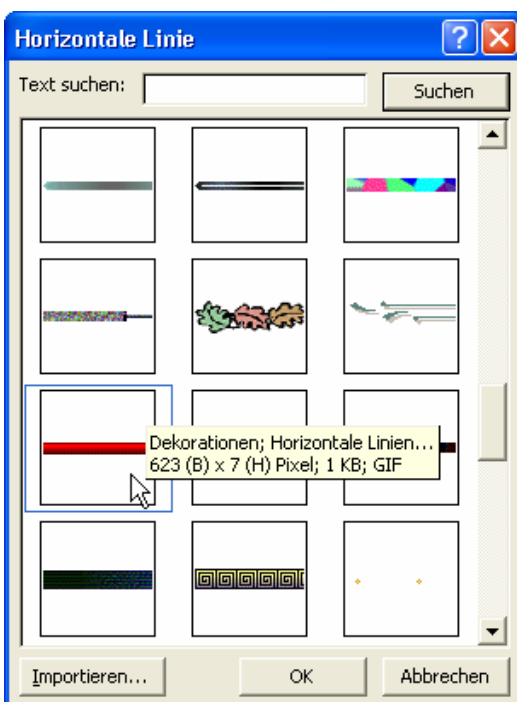 Horizontale Linie
Text suchen:
Suchen
Dekorationen; Horizontale Linien...
623 (B) x 7 (H) Pixel; 1 KB; GIF
Importieren...
OK
Abbrechen